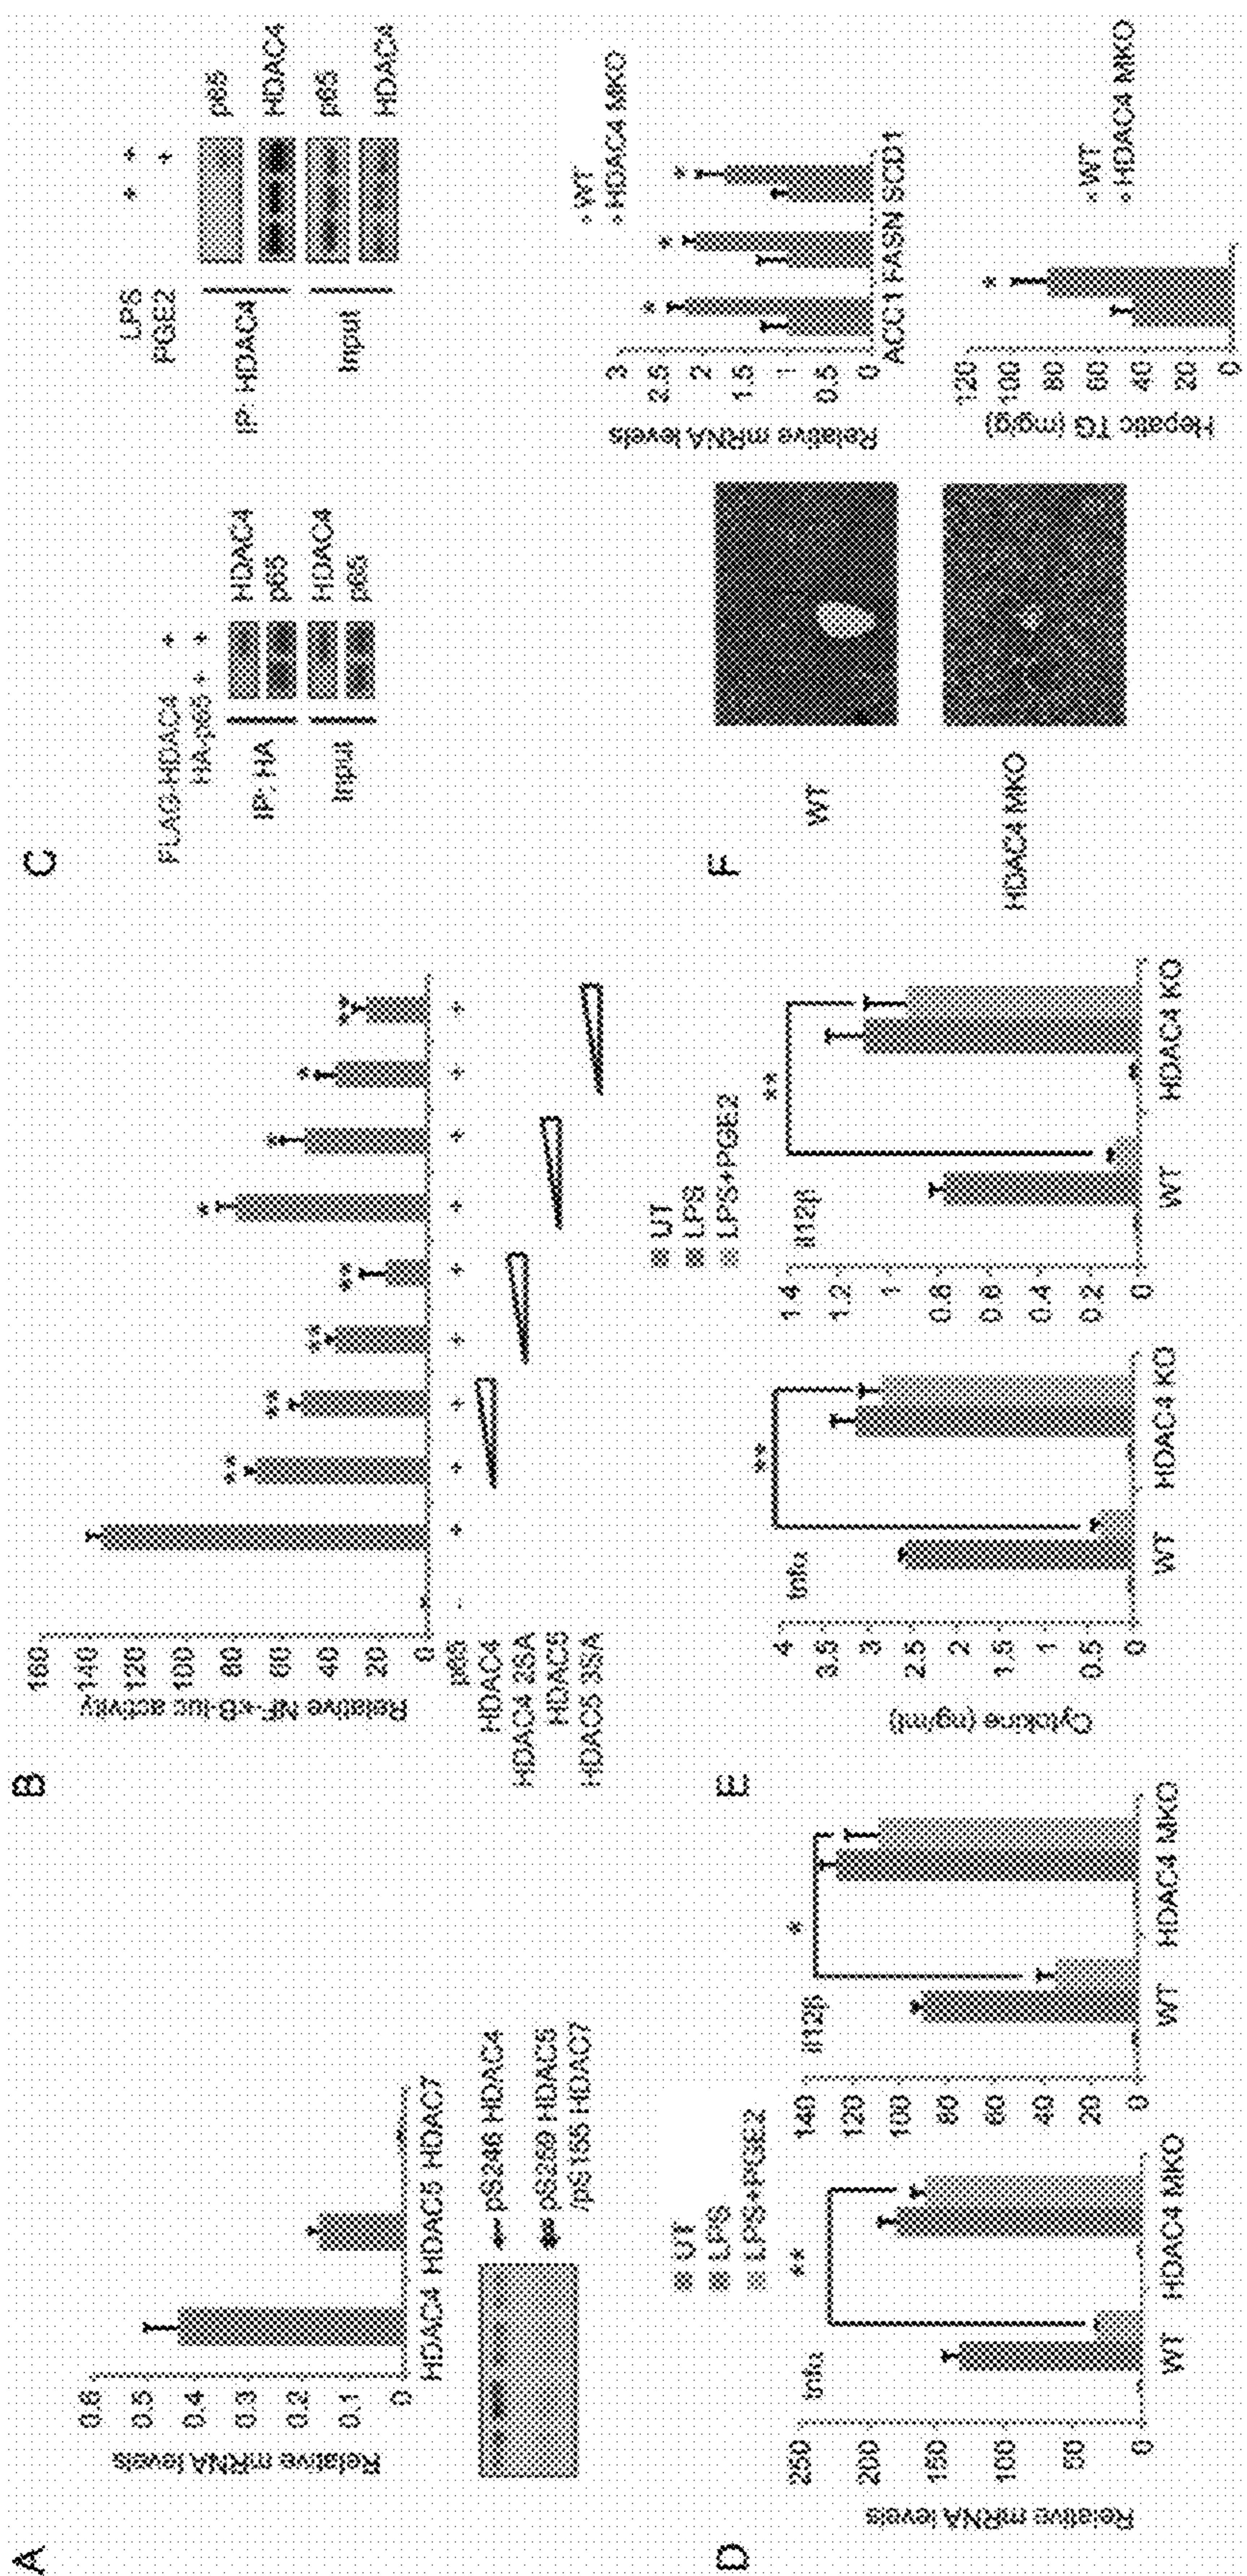 A
Relative mRNA levels
0.6
0.5
0.4
0.3
0.2
0.1
0
HDAC4 HDAC5 HDAC7
pS246 HDAC4
pS259 HDAC5
/pS155 HDAC7
B
Relative NF-κB-luc activity
160
140
120
100
80
60
40
20
0
** ** ** ** * * * **
p65 - + + + + + + + + +
HDAC4
HDAC4 3SA
HDAC5
HDAC5 3SA
C
FLAG-HDAC4 +
HA-p65 + +
IP: HA
HDAC4
p65
Input
HDAC4
p65
LPS + +
PGE2 +
IP: HDAC4
p65
HDAC4
Input
p65
HDAC4
D
UT
LPS
LPS+PGE2
Relative mRNA levels
Tnfα
**
250
200
150
100
50
0
WT HDAC4 MKO
Il12β
*
140
120
100
80
60
40
20
0
WT HDAC4 MKO
E
UT
LPS
LPS+PGE2
Cytokine (ng/ml)
Tnfα
**
4
3.5
3
2.5
2
1.5
1
0.5
0
WT HDAC4 KO
Il12β
**
1.4
1.2
1
0.8
0.6
0.4
0.2
0
WT HDAC4 KO
F
WT
HDAC4 MKO
Relative mRNA levels
3
2.5
2
1.5
1
0.5
0
* * *
ACC1 FASN SCD1
WT
HDAC4 MKO
Hepatic TG (mg/g)
120
100
80
60
40
20
0
*
WT
HDAC4 MKO